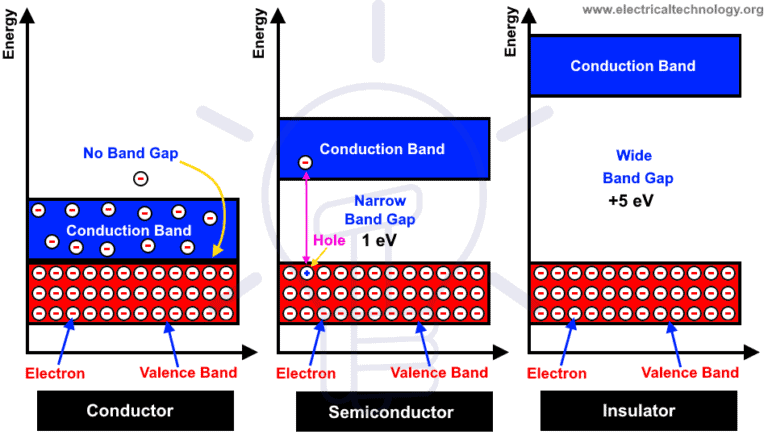 www.electricaltechnology.org
Energy
No Band Gap
Conduction Band
Electron
Valence Band
Conductor
Energy
Conduction Band
Narrow
Band Gap
1 eV
Hole
Electron
Valence Band
Semiconductor
Energy
Conduction Band
Wide
Band Gap
+5 eV
Electron
Valence Band
Insulator